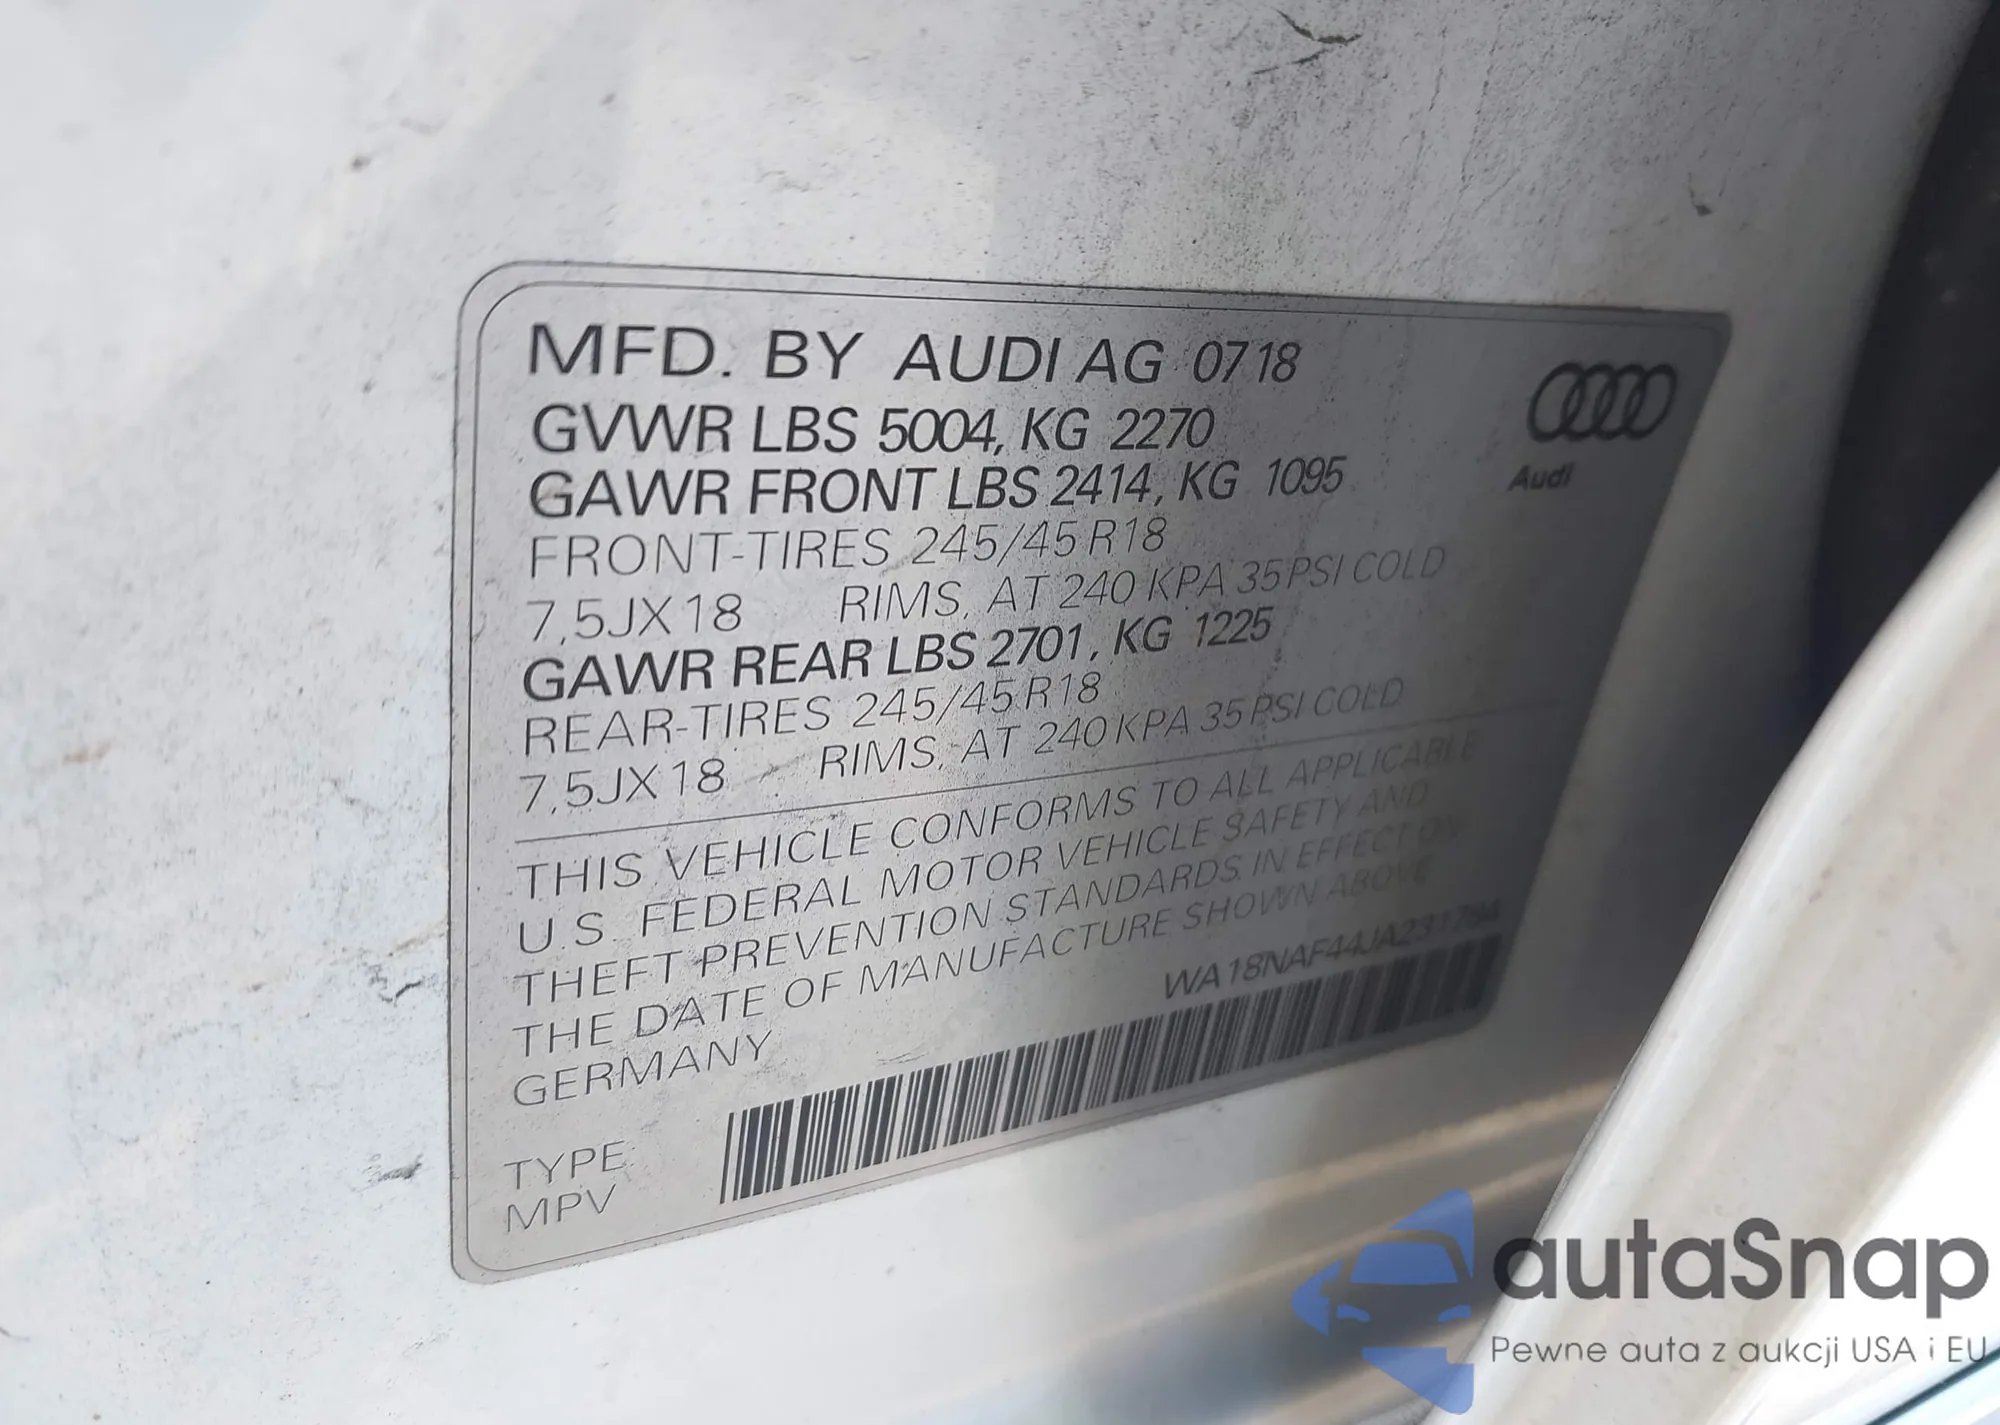 MFD. BY AUDI AG 07 18
GVWR LBS 5004, KG 2270
GAWR FRONT LBS 2414, KG 1095
FRONT-TIRES 245/45 R18
7,5JX18 RIMS, AT 240 KPA 35PSI COLD
GAWR REAR LBS 2701, KG 1225
REAR-TIRES 245/45 R18
7,5JX18 RIMS, AT 240 KPA 35PSI COLD
Audi
THIS VEHICLE CONFORMS TO ALL APPLICABLE
U.S. FEDERAL MOTOR VEHICLE SAFETY AND
THEFT PREVENTION STANDARDS IN EFFECT ON
THE DATE OF MANUFACTURE SHOWN ABOVE
GERMANY
WA18NAF44JA231794
TYPE:
MPV
autaSnap
Pewne auta z aukcji USA i EU